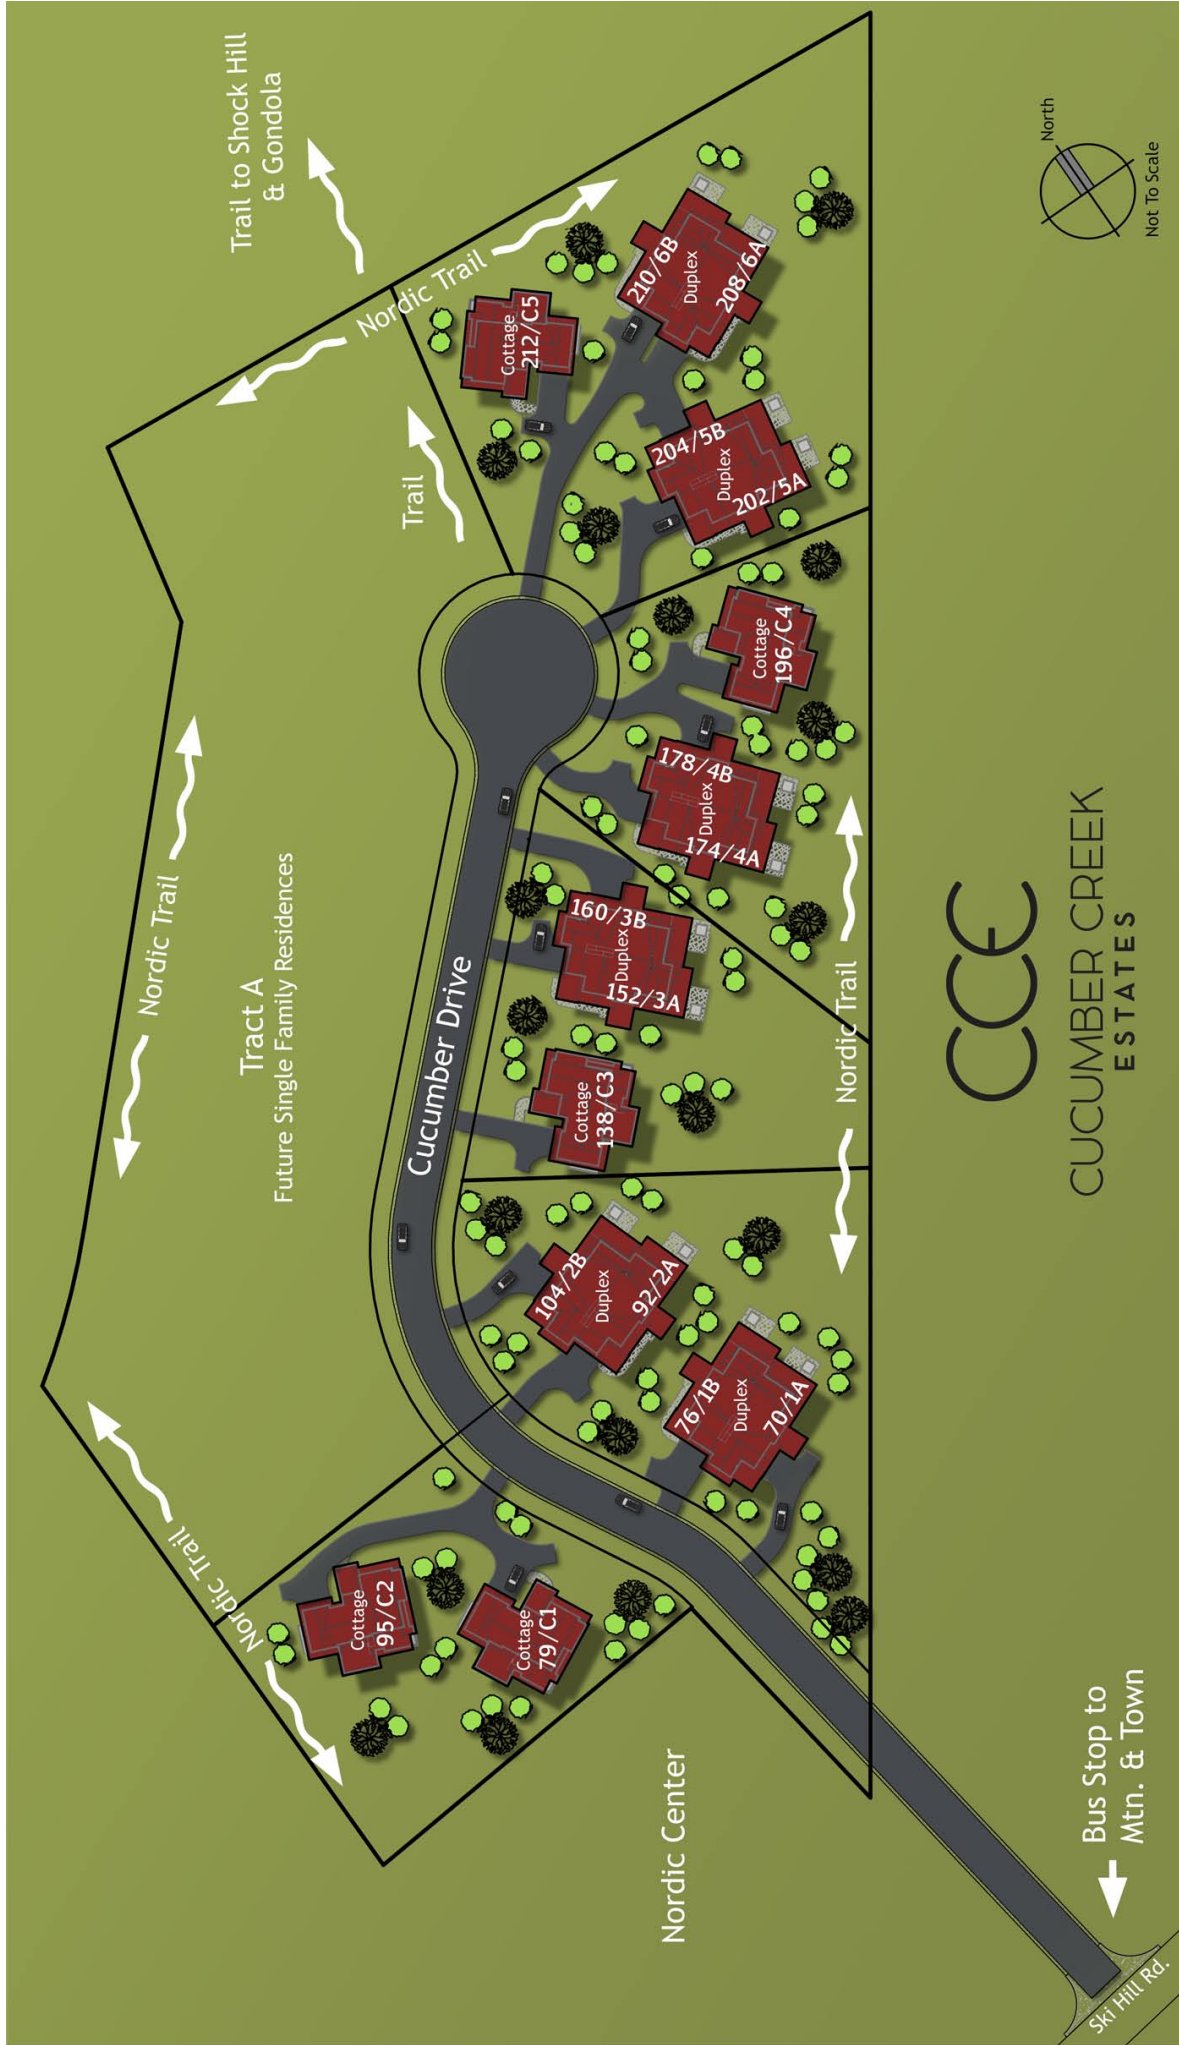 Trail to Shock Hill
& Gondola
Nordic Trail
Trail
Nordic Trail
Tract A
Future Single Family Residences
Nordic Trail
Cucumber Drive
Cottage
95/C2
Cottage
79/C1
76/1B
Duplex
70/1A
104/2B
Duplex
92/2A
Cottage
138/C3
160/3B
Duplex
152/3A
178/4B
Duplex
174/4A
Cottage
196/C4
204/5B
Duplex
202/5A
210/6B
Duplex
208/6A
Cottage
212/C5
Nordic Trail
Nordic Center
North
Not To Scale
CCE
CUCUMBER CREEK
ESTATES
Bus Stop to
Mtn. & Town
Ski Hill Rd.